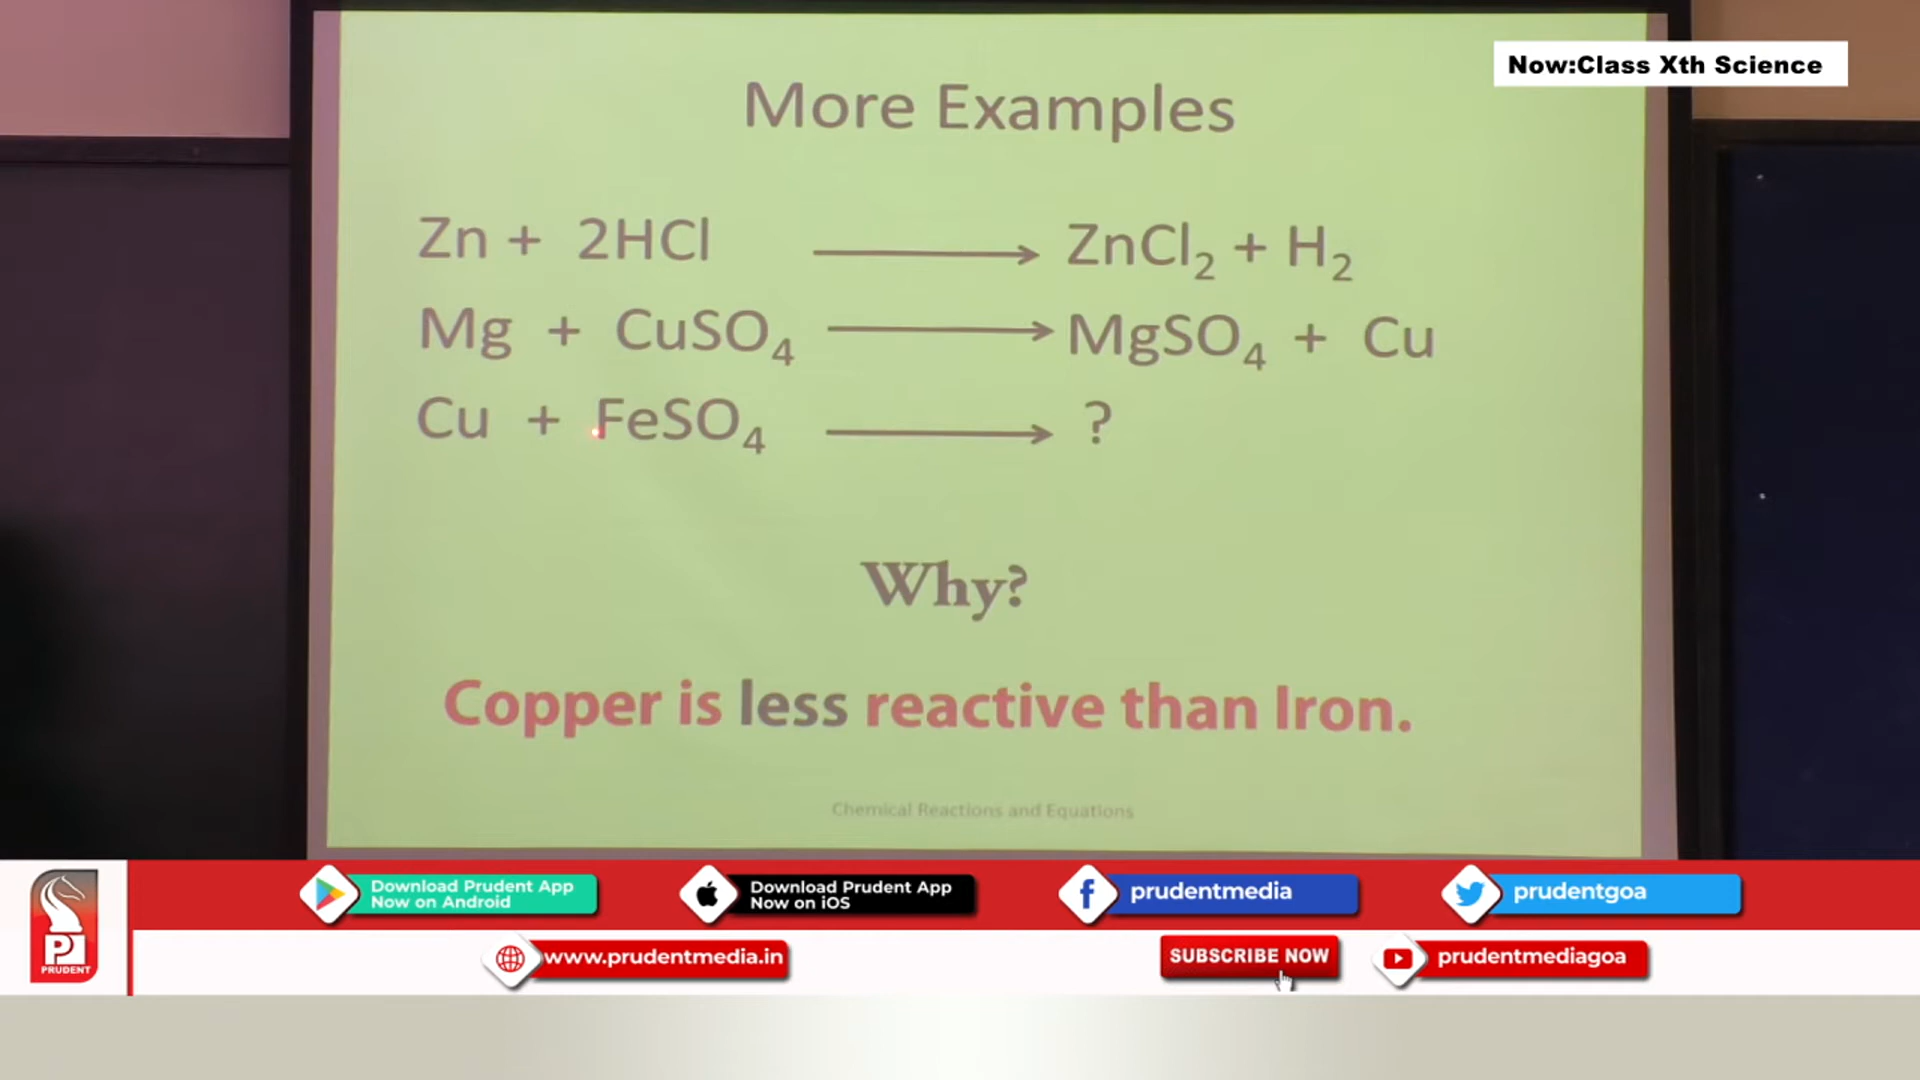 Now:Class Xth Science
More Examples
Zn + 2HCl ⟶ ZnCl₂ + H₂
Mg + CuSO₄ ⟶ MgSO₄ + Cu
Cu + FeSO₄ ⟶ ?
Why?
Copper is less reactive than Iron.
Chemical Reactions and Equations
Download Prudent App
Now on Android
Download Prudent App
Now on iOS
prudentmedia
prudentgoa
PRUDENT
www.prudentmedia.in
SUBSCRIBE NOW
prudentmediagoa